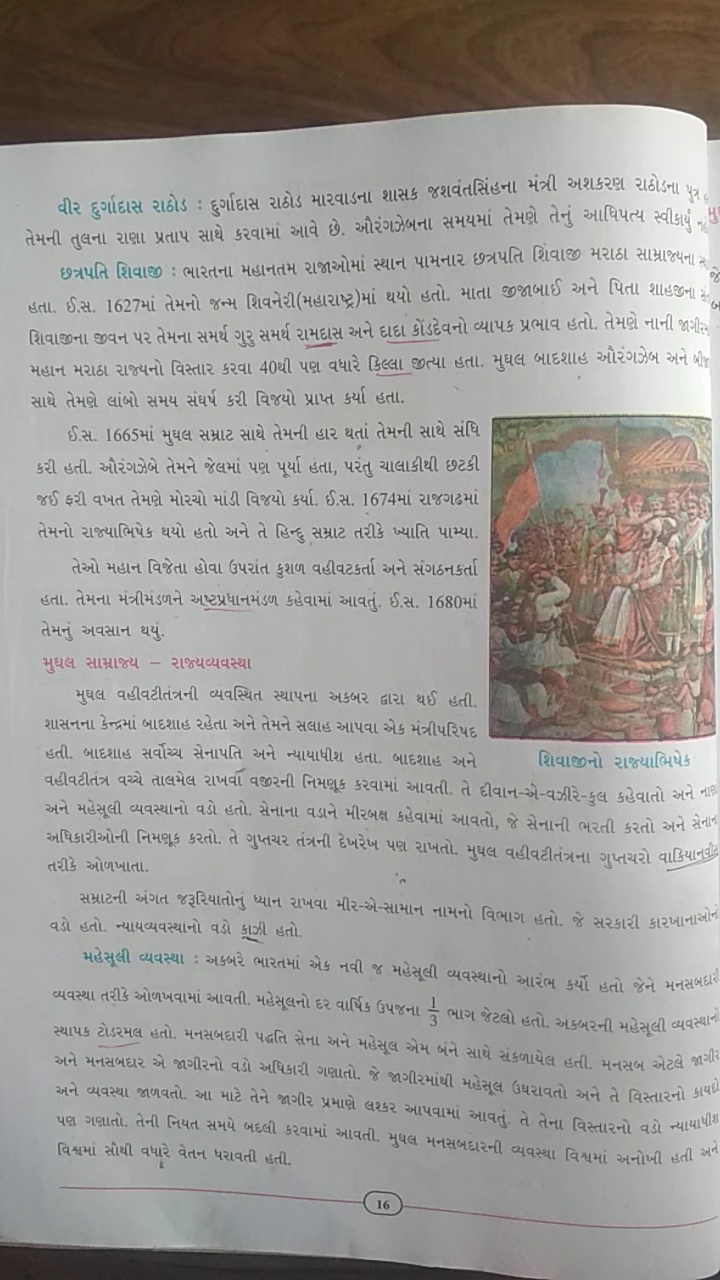 વીર દુર્ગાદાસ રાઠોડ : દુર્ગાદાસ રાઠોડ મારવાડના શાસક જશવંતસિંહના મંત્રી અશકરણ રાઠોડના પુત્ર
તેમની તુલના રાણા પ્રતાપ સાથે કરવામાં આવે છે. ઔરંગઝેબના સમયમાં તેમણે તેનું આધિપત્ય સ્વીકાર્યું
છત્રપતિ શિવાજી : ભારતના મહાનતમ રાજાઓમાં સ્થાન પામનાર છત્રપતિ શિવાજી મરાઠા સામ્રાજ્યના
હતા. ઈ.સ. 1627માં તેમનો જન્મ શિવનેરી(મહારાષ્ટ્ર)માં થયો હતો. માતા જીજાબાઈ અને પિતા શાહજીના
શિવાજીના જીવન પર તેમના સમર્થ ગુરુ સમર્થ રામદાસ અને દાદા કોંડદેવનો વ્યાપક પ્રભાવ હતો. તેમણે નાની
મહાન મરાઠા રાજ્યનો વિસ્તાર કરવા 40થી પણ વધારે કિલ્લા જીત્યા હતા. મુઘલ બાદશાહ ઔરંગઝેબ અને
સાથે તેમણે લાંબો સમય સંઘર્ષ કરી વિજયો પ્રાપ્ત કર્યા હતા.
ઈ.સ. 1665માં મુઘલ સમ્રાટ સાથે તેમની હાર થતાં તેમની સાથે સંધિ
કરી હતી. ઔરંગઝેબે તેમને જેલમાં પણ પૂર્યા હતા, પરંતુ ચાલાકીથી છટકી
જઈ ફરી વખત તેમણે મોરચો માંડી વિજયો કર્યા. ઈ.સ. 1674માં રાજગઢમાં
તેમનો રાજ્યાભિષેક થયો હતો અને તે હિન્દુ સમ્રાટ તરીકે ખ્યાતિ પામ્યા.
તેઓ મહાન વિજેતા હોવા ઉપરાંત કુશળ વહીવટકર્તા અને સંગઠનકર્તા
હતા. તેમના મંત્રીમંડળને અષ્ટપ્રધાનમંડળ કહેવામાં આવતું. ઈ.સ. 1680માં
તેમનું અવસાન થયું.
મુઘલ સામ્રાજ્ય – રાજ્યવ્યવસ્થા
મુઘલ વહીવટીતંત્રની વ્યવસ્થિત સ્થાપના અકબર દ્વારા થઈ હતી.
શાસનના કેન્દ્રમાં બાદશાહ રહેતા અને તેમને સલાહ આપવા એક મંત્રીપરિષદ
હતી. બાદશાહ સર્વોચ્ચ સેનાપતિ અને ન્યાયાધીશ હતા. બાદશાહ અને
શિવાજીનો રાજ્યાભિષેક
વહીવટીતંત્ર વચ્ચે તાલમેલ રાખવા વજીરની નિમણૂક કરવામાં આવતી. તે દીવાન-એ-વઝીરે-કુલ કહેવાતો અને
અને મહેસૂલી વ્યવસ્થાનો વડો હતો. સેનાના વડાને મીરબક્ષ કહેવામાં આવતો, જે સેનાની ભરતી કરતો અને
અધિકારીઓની નિમણૂક કરતો. તે ગુપ્તચર તંત્રની દેખરેખ પણ રાખતો. મુઘલ વહીવટીતંત્રના ગુપ્તચરો
તરીકે ઓળખાતા.
સમ્રાટની અંગત જરૂરિયાતોનું ધ્યાન રાખવા મીર-એ-સામાન નામનો વિભાગ હતો. જે સરકારી કારખાનાઓનો
વડો હતો. ન્યાયવ્યવસ્થાનો વડો કાઝી હતો.
મહેસૂલી વ્યવસ્થા : અકબરે ભારતમાં એક નવી જ મહેસૂલી વ્યવસ્થાનો આરંભ કર્યો હતો જેને મનસબદારી
વ્યવસ્થા તરીકે ઓળખવામાં આવતી. મહેસૂલનો દર વાર્ષિક ઉપજના 1/3 ભાગ જેટલો હતો. અકબરની મહેસૂલી વ્યવસ્થાનો
સ્થાપક ટોડરમલ હતો. મનસબદારી પદ્ધતિ સેના અને મહેસૂલ એમ બંને સાથે સંકળાયેલ હતી. મનસબ એટલે જાગીર
અને મનસબદાર એ જાગીરનો વડો અધિકારી ગણાતો. જે જાગીરમાંથી મહેસૂલ ઉઘરાવતો અને તે વિસ્તારનો કાયદો
અને વ્યવસ્થા જાળવતો. આ માટે તેને જાગીર પ્રમાણે લશ્કર આપવામાં આવતું. તે તેના વિસ્તારનો વડો ન્યાયાધીશ
પણ ગણાતો. તેની નિયત સમયે બદલી કરવામાં આવતી. મુઘલ મનસબદારની વ્યવસ્થા વિશ્વમાં અનોખી હતી અને
વિશ્વમાં સૌથી વધારે વેતન ધરાવતી હતી.
16